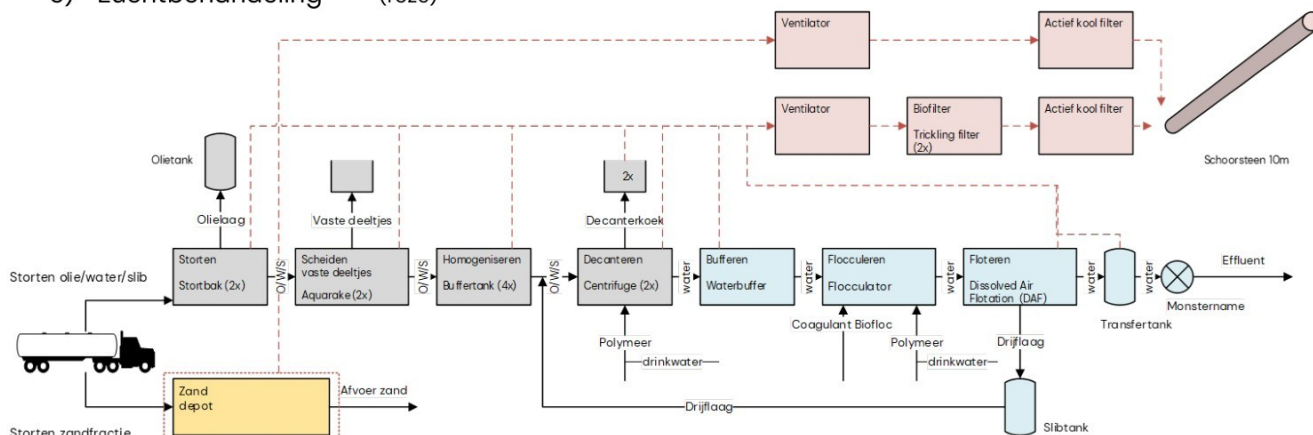 Luchtbehandeling
Ventilator
Actief kool filter
Ventilator
Biofilter
Trickling filter
(2x)
Actief kool filter
Schoorsteen 10m
Olietank
2x
Olielaag
Vaste deeltjes
Decanterkoek
Storten olie/water/slib
Storten
Stortbak (2x)
O/W/S
Scheiden
vaste deeltjes
Aquarake (2x)
O/W/S
Homogeniseren
Buffertank (4x)
O/W/S
Decanteren
Centrifuge (2x)
water
Bufferen
Waterbuffer
water
Flocculeren
Flocculator
water
Floteren
Dissolved Air
Flotation (DAF)
water
Transfertank
water
Monstername
Effluent
Polymeer
drinkwater
Coagulant Biofloc
Polymeer
drinkwater
Drijflaag
Zand
depot
Afvoer zand
Drijflaag
Slibtank
Storten zandfractie